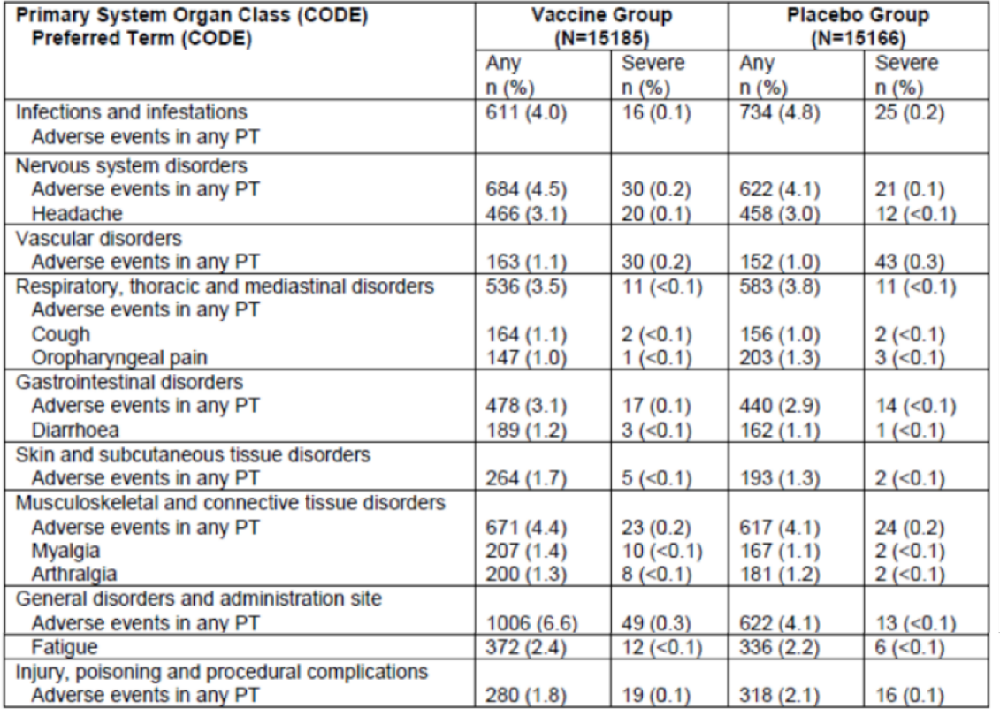 Primary System Organ Class (CODE) Vaccine Group Placebo Group
Preferred Term (CODE) (N=15185) (N=15166)
Any Severe Any Severe
n (%) n (%) n (%) n (%)
Infections and infestations 611 (4.0) 16 (0.1) 734 (4.8) 25 (0.2)
Adverse events in any PT
Nervous system disorders
Adverse events in any PT 684 (4.5) 30 (0.2) 622 (4.1) 21 (0.1)
Headache 466 (3.1) 20 (0.1) 458 (3.0) 12 (<0.1)
Vascular disorders
Adverse events in any PT 163 (1.1) 30 (0.2) 152 (1.0) 43 (0.3)
Respiratory, thoracic and mediastinal disorders 536 (3.5) 11 (<0.1) 583 (3.8) 11 (<0.1)
Adverse events in any PT
Cough 164 (1.1) 2 (<0.1) 156 (1.0) 2 (<0.1)
Oropharyngeal pain 147 (1.0) 1 (<0.1) 203 (1.3) 3 (<0.1)
Gastrointestinal disorders
Adverse events in any PT 478 (3.1) 17 (0.1) 440 (2.9) 14 (<0.1)
Diarrhoea 189 (1.2) 3 (<0.1) 162 (1.1) 1 (<0.1)
Skin and subcutaneous tissue disorders
Adverse events in any PT 264 (1.7) 5 (<0.1) 193 (1.3) 2 (<0.1)
Musculoskeletal and connective tissue disorders
Adverse events in any PT 671 (4.4) 23 (0.2) 617 (4.1) 24 (0.2)
Myalgia 207 (1.4) 10 (<0.1) 167 (1.1) 2 (<0.1)
Arthralgia 200 (1.3) 8 (<0.1) 181 (1.2) 2 (<0.1)
General disorders and administration site
Adverse events in any PT 1006 (6.6) 49 (0.3) 622 (4.1) 13 (<0.1)
Fatigue 372 (2.4) 12 (<0.1) 336 (2.2) 6 (<0.1)
Injury, poisoning and procedural complications
Adverse events in any PT 280 (1.8) 19 (0.1) 318 (2.1) 16 (0.1)